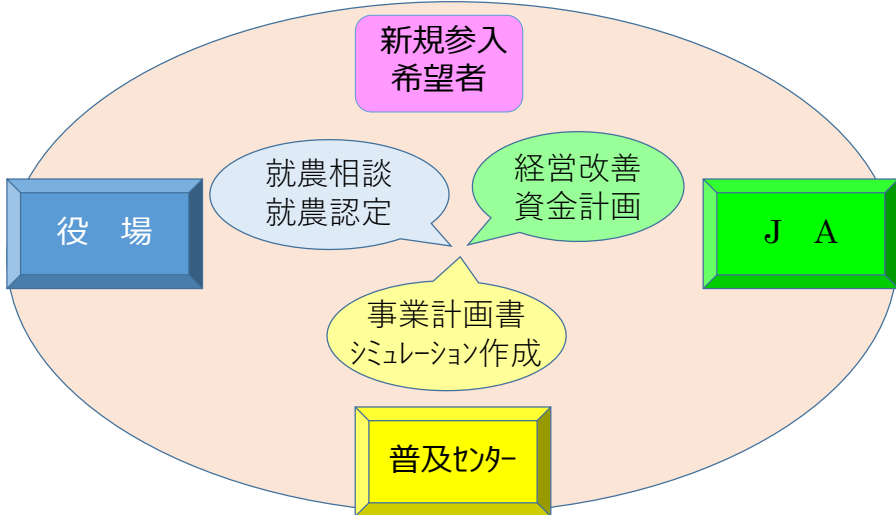 新規参入
希望者
就農相談
就農認定
経営改善
資金計画
役　場
Ｊ　Ａ
事業計画書
ｼﾐｭﾚｰｼｮﾝ作成
普及ｾﾝﾀｰ